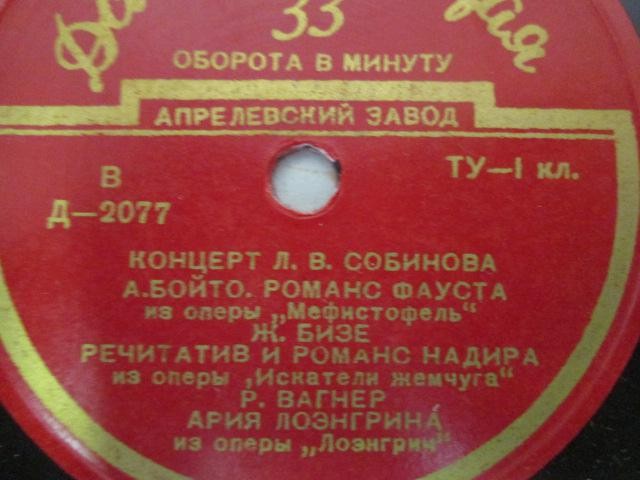 33
ОБОРОТА В МИНУТУ
АПРЕЛЕВСКИЙ ЗАВОД
В
ТУ—I кл.
Д—2077
КОНЦЕРТ Л. В. СОБИНОВА
А.БОЙТО. РОМАНС ФАУСТА
из оперы „Мефистофель"
Ж. БИЗЕ
РЕЧИТАТИВ И РОМАНС НАДИРА
из оперы ‚Искатели жемчуга"
Р. ВАГНЕР
АРИЯ ЛОЭНГРИНА
из оперы „Лоэнгрин"